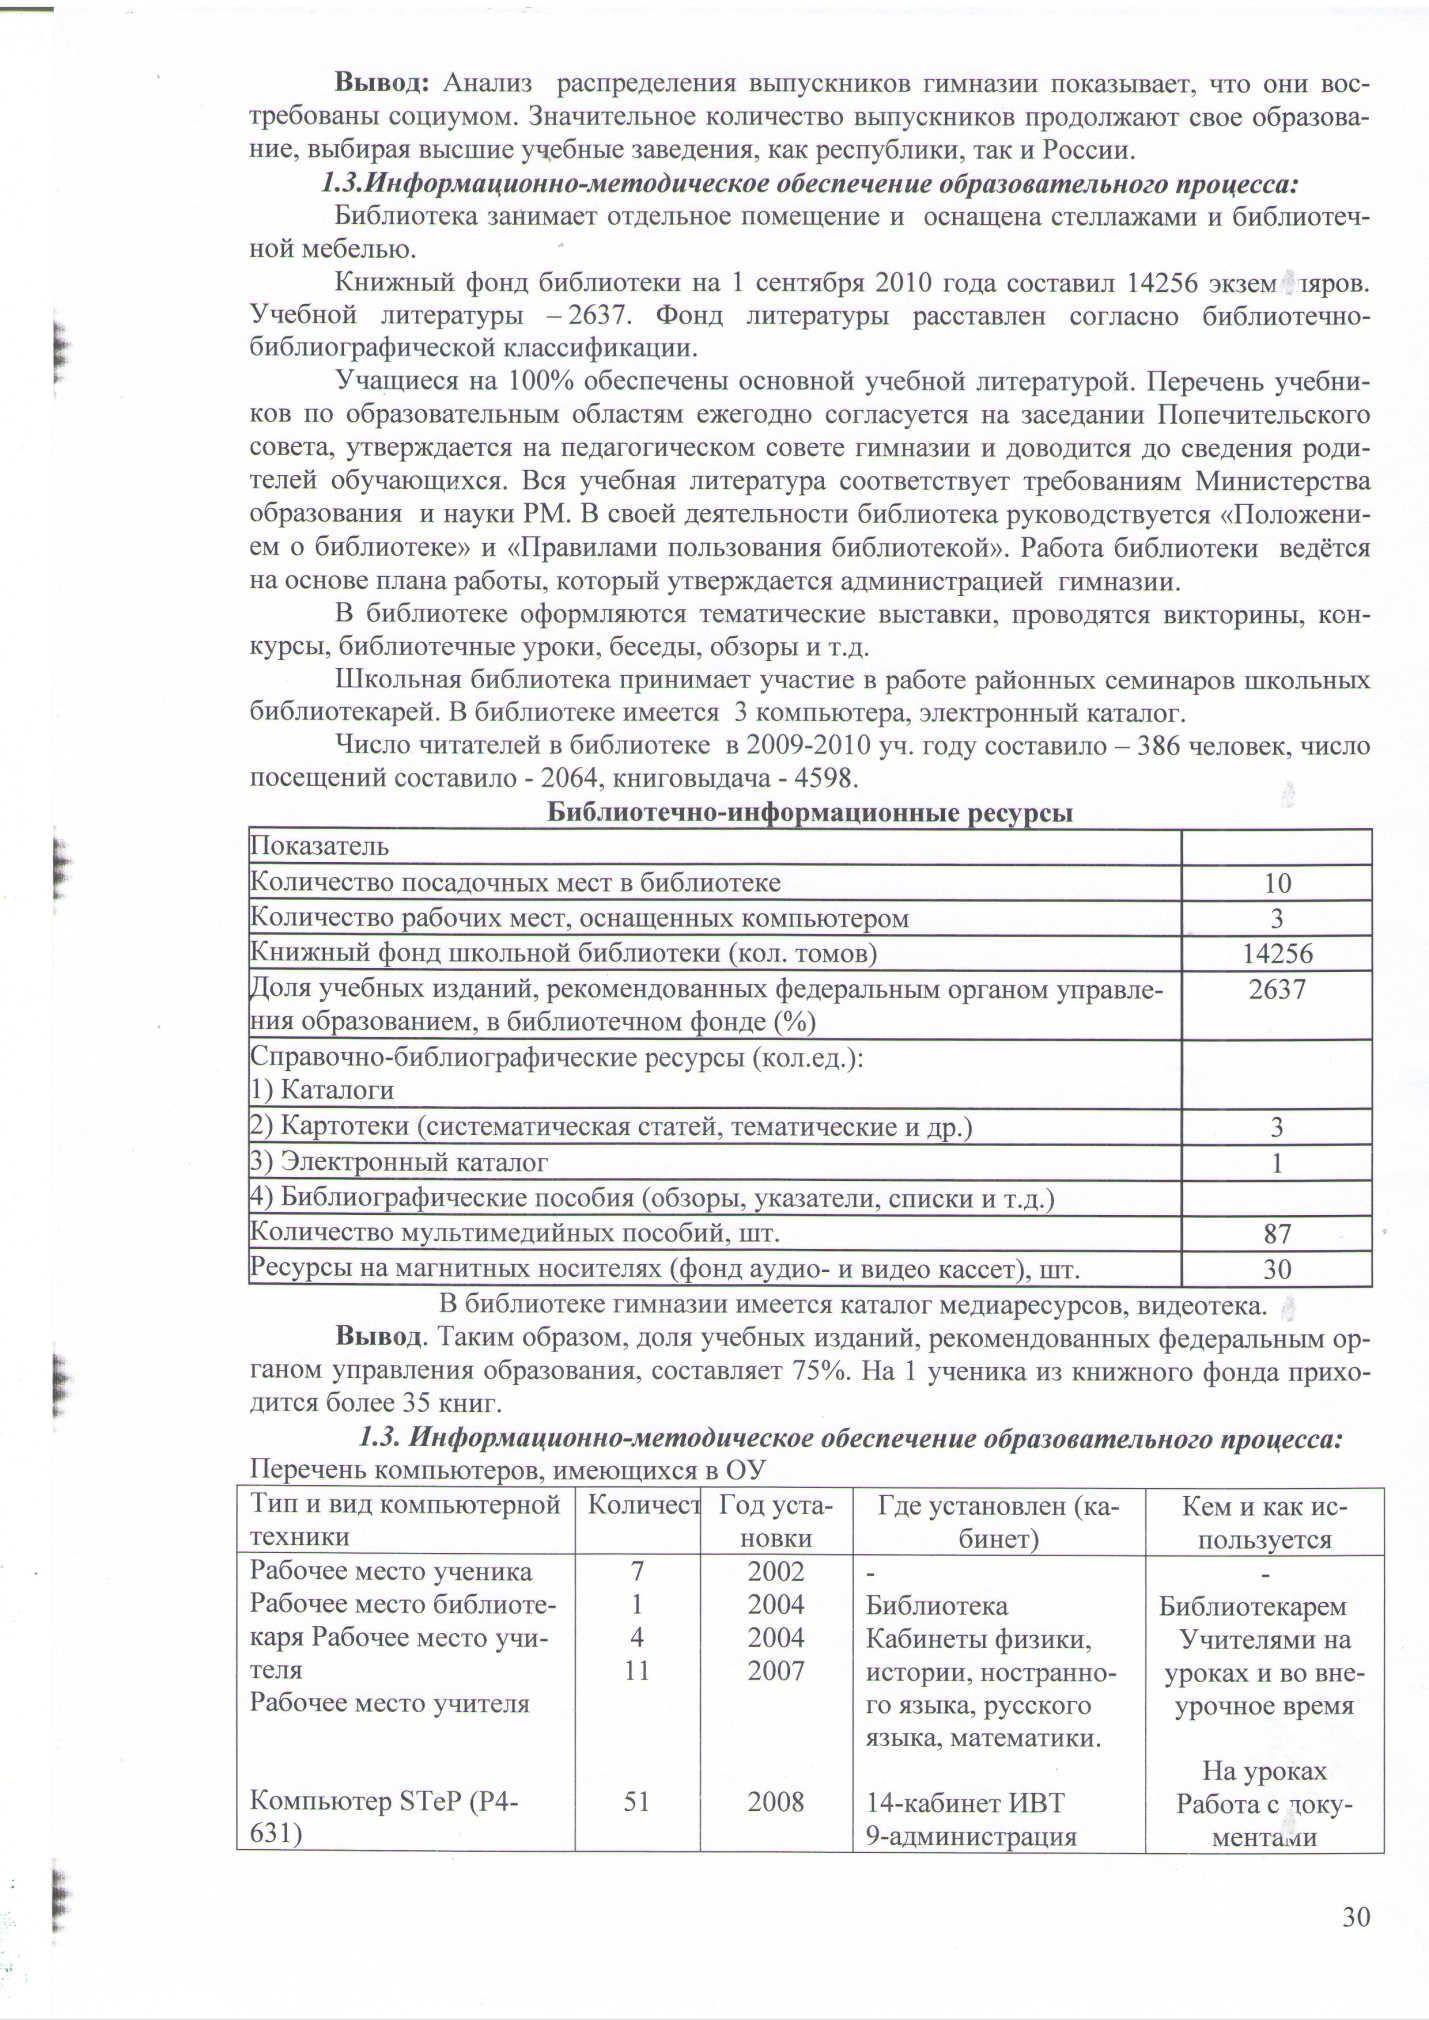 Вывод: Анализ распределения выпускников гимназии показывает, что они вос-
требованы социумом. Значительное количество выпускников продолжают свое образова-
ние, выбирая высшие учебные заведения, как республики, так и России.
1.3.Информационно-методическое обеспечение образовательного процесса:
Библиотека занимает отдельное помещение и оснащена стеллажами и библиотеч-
ной мебелью.
Книжный фонд библиотеки на 1 сентября 2010 года составил 14256 экземпляров.
Учебной литературы – 2637. Фонд литературы расставлен согласно библиотечно-
библиографической классификации.
Учащиеся на 100% обеспечены основной учебной литературой. Перечень учебни-
ков по образовательным областям ежегодно согласуется на заседании Попечительского
совета, утверждается на педагогическом совете гимназии и доводится до сведения роди-
телей обучающихся. Вся учебная литература соответствует требованиям Министерства
образования и науки РМ. В своей деятельности библиотека руководствуется «Положени-
ем о библиотеке» и «Правилами пользования библиотекой». Работа библиотеки ведётся
на основе плана работы, который утверждается администрацией гимназии.
В библиотеке оформляются тематические выставки, проводятся викторины, кон-
курсы, библиотечные уроки, беседы, обзоры и т.д.
Школьная библиотека принимает участие в работе районных семинаров школьных
библиотекарей. В библиотеке имеется 3 компьютера, электронный каталог.
Число читателей в библиотеке в 2009-2010 уч. году составило – 386 человек, число
посещений составило - 2064, книговыдача - 4598.
Библиотечно-информационные ресурсы
Показатель
Количество посадочных мест в библиотеке 10
Количество рабочих мест, оснащенных компьютером 3
Книжный фонд школьной библиотеки (кол. томов) 14256
Доля учебных изданий, рекомендованных федеральным органом управле- 2637
ния образованием, в библиотечном фонде (%)
Справочно-библиографические ресурсы (кол.ед.):
1) Каталоги
2) Картотеки (систематическая статей, тематические и др.) 3
3) Электронный каталог 1
4) Библиографические пособия (обзоры, указатели, списки и т.д.)
Количество мультимедийных пособий, шт. 87
Ресурсы на магнитных носителях (фонд аудио- и видео кассет), шт. 30
В библиотеке гимназии имеется каталог медиаресурсов, видеотека.
Вывод. Таким образом, доля учебных изданий, рекомендованных федеральным ор-
ганом управления образования, составляет 75%. На 1 ученика из книжного фонда прихо-
дится более 35 книг.
1.3. Информационно-методическое обеспечение образовательного процесса:
Перечень компьютеров, имеющихся в ОУ
Тип и вид компьютерной Количест Год уста- Где установлен (ка- Кем и как ис-
техники новки бинет) пользуется
Рабочее место ученика 7 2002 - -
Рабочее место библиоте- 1 2004 Библиотека Библиотекарем
каря Рабочее место учи- 4 2004 Кабинеты физики, Учителями на
теля 11 2007 истории, ностранно- уроках и во вне-
Рабочее место учителя го языка, русского урочное время
языка, математики.
На уроках
Компьютер STeP (P4- 51 2008 14-кабинет ИВТ Работа с доку-
631) 9-администрация ментами
30